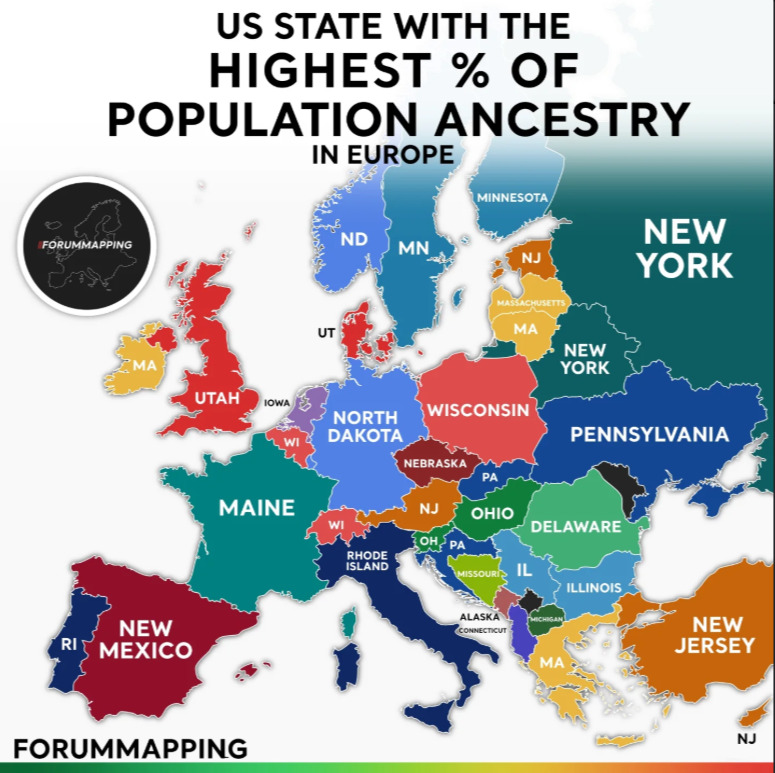 US STATE WITH THE
HIGHEST % OF
POPULATION ANCESTRY
IN EUROPE
FORUMMAPPING
MINNESOTA
ND
MN
NEW
YORK
NJ
MASSACHUSETTS
MA
UT
MA
NEW
YORK
UTAH
IOWA
WI
NORTH
DAKOTA
WISCONSIN
PENNSYLVANIA
NEBRASKA
PA
MAINE
NJ
OHIO
DELAWARE
WI
OH
PA
RHODE
ISLAND
MISSOURI
IL
ILLINOIS
ALASKA
CONNECTICUT
MICHIGAN
RI
NEW
MEXICO
MA
NEW
JERSEY
NJ
FORUMMAPPING